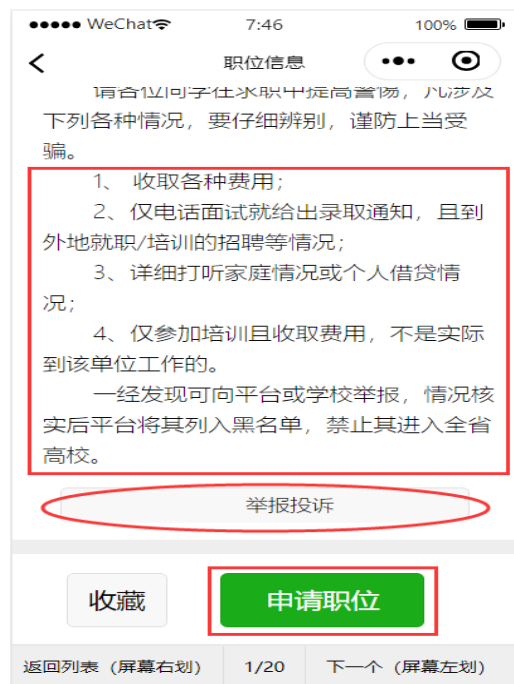 ●●●●● WeChat 7:46 100%
职位信息
请各位同学在求职中提高警惕，凡涉及
下列各种情况，要仔细辨别，谨防上当受
骗。
1、 收取各种费用；
2、仅电话面试就给出录取通知，且到
外地就职/培训的招聘等情况；
3、详细打听家庭情况或个人借贷情
况；
4、仅参加培训且收取费用，不是实际
到该单位工作的。
一经发现可向平台或学校举报，情况核
实后平台将其列入黑名单，禁止其进入全省
高校。
举报投诉
收藏 申请职位
返回列表（屏幕右划） 1/20 下一个（屏幕左划）